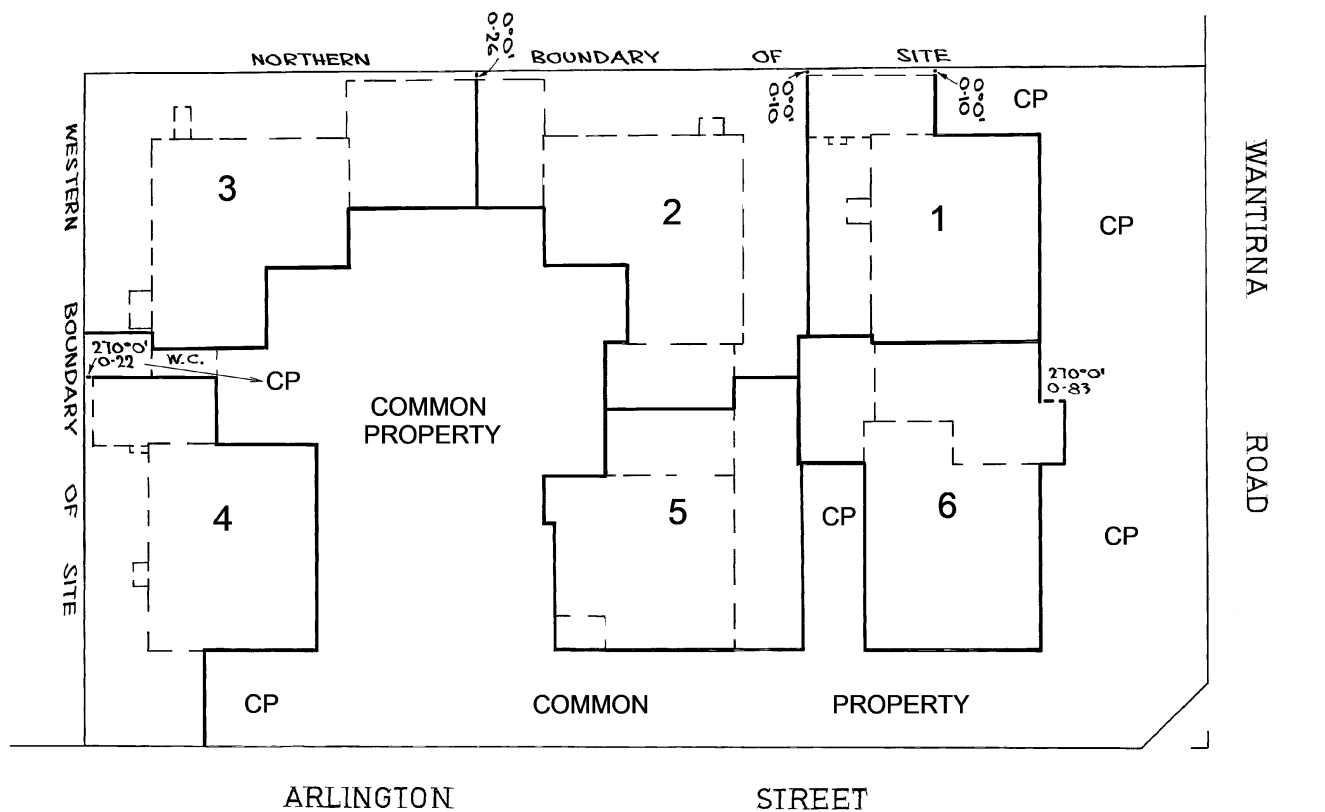 0°0'
0·26
NORTHERN BOUNDARY OF SITE
0°0'
0·10
0°0'
0·10
CP
WESTERN BOUNDARY OF SITE
3
2
1
CP
WANTIRNA ROAD
270°0'
0·22
W.C.
CP
COMMON
PROPERTY
270°0'
0·83
4
5
CP
6
CP
CP
COMMON PROPERTY
ARLINGTON STREET